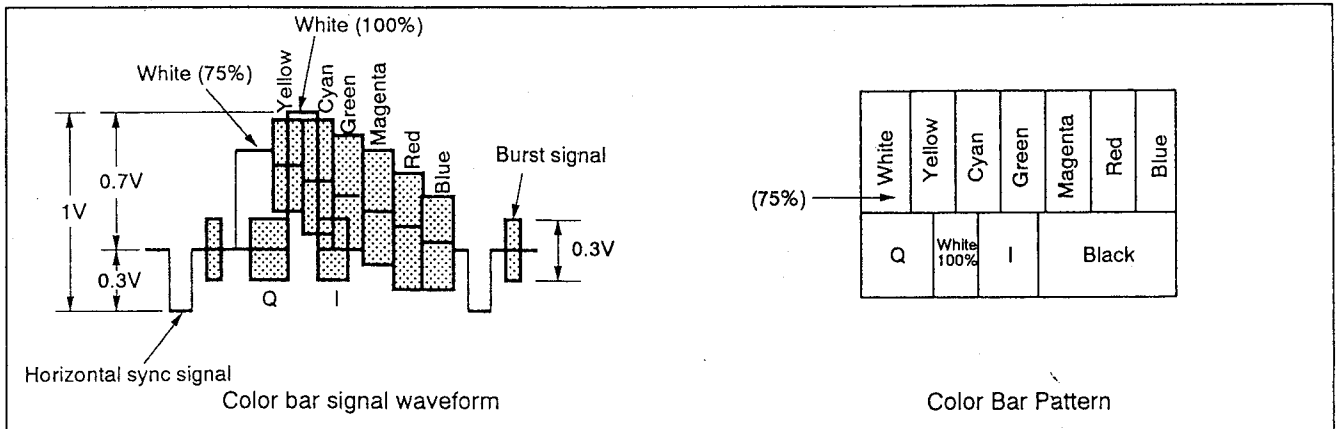 White (100%)
White (75%)
Yellow
Cyan
Green
Magenta
Red
Blue
Burst signal
0.7V
1V
0.3V
0.3V
Q
I
Horizontal sync signal
Color bar signal waveform
White
Yellow
Cyan
Green
Magenta
Red
Blue
(75%)
Q
White
100%
I
Black
Color Bar Pattern